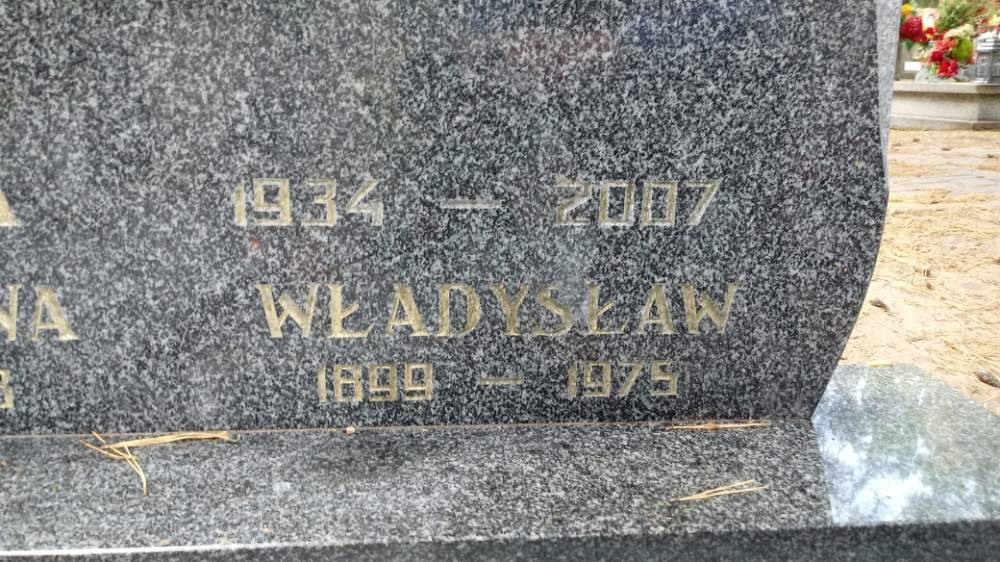 1934 — 2007
WŁADYSŁAW
1899 — 1975